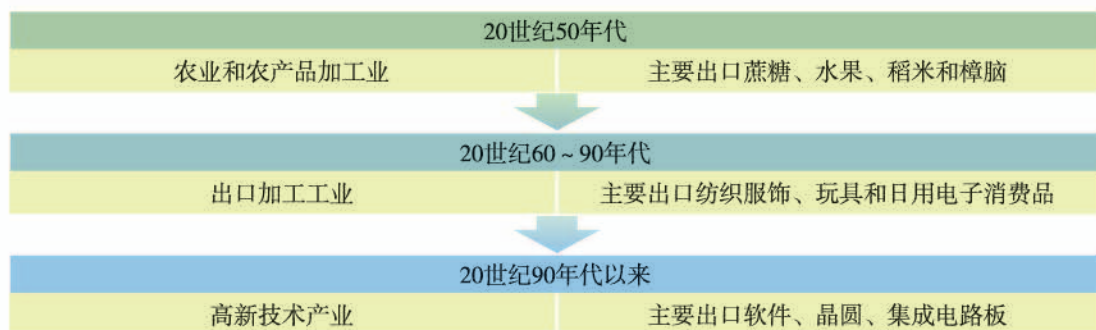 20世纪50年代
农业和农产品加工业
主要出口蔗糖、水果、稻米和樟脑
20世纪60~90年代
出口加工工业
主要出口纺织服饰、玩具和日用电子消费品
20世纪90年代以来
高新技术产业
主要出口软件、晶圆、集成电路板